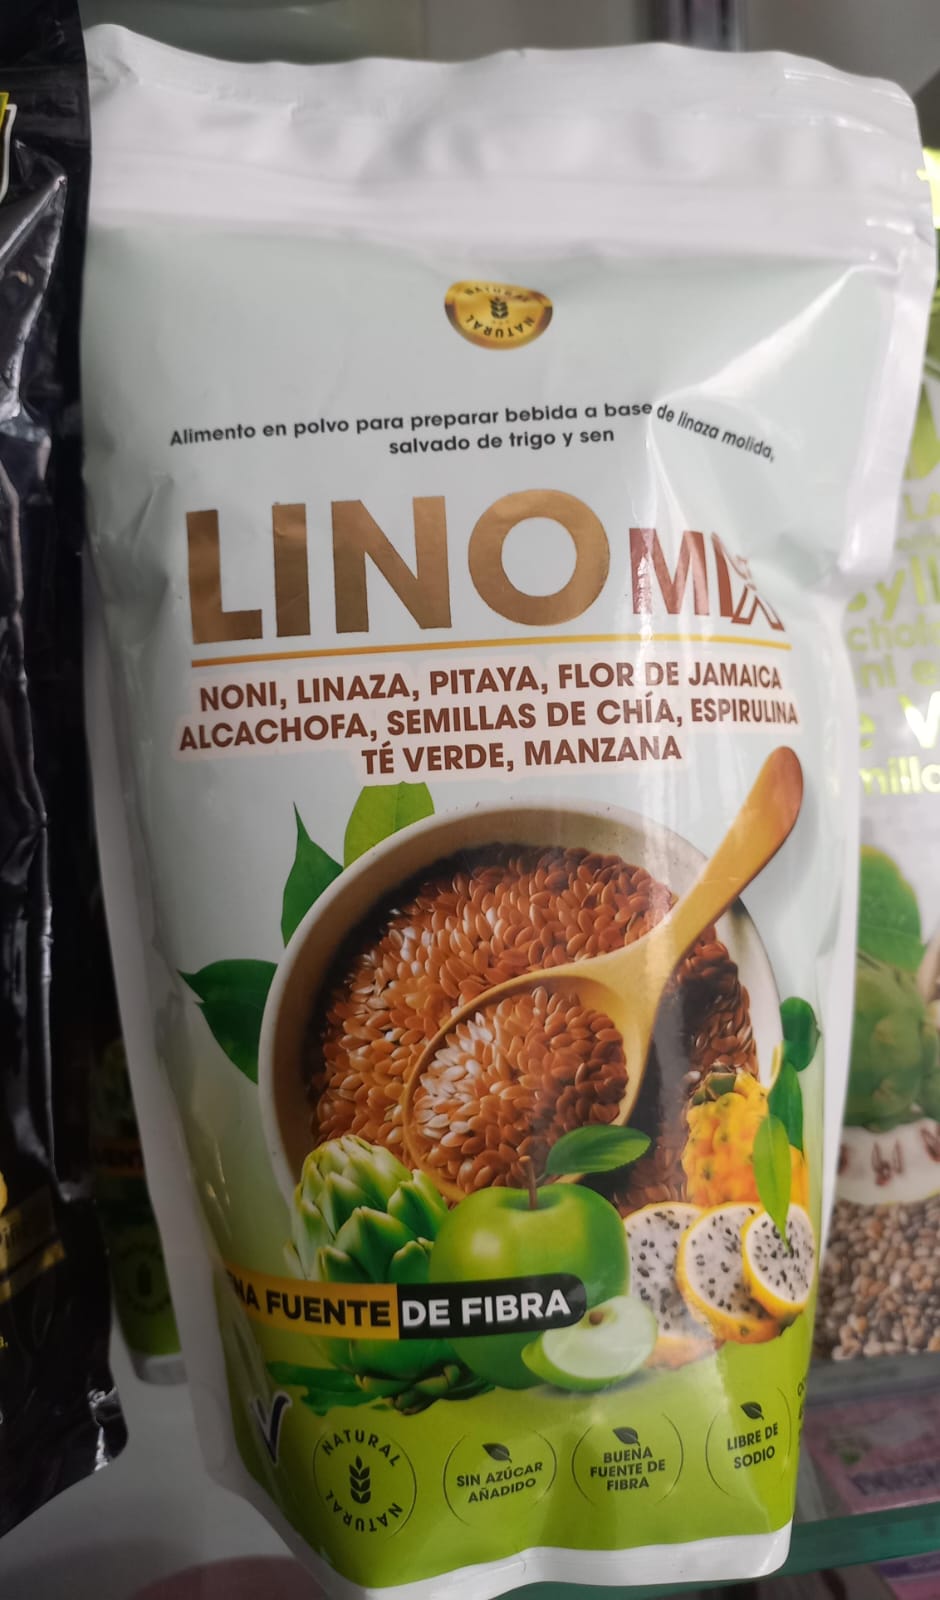 NATURAL
NATURAL
Alimento en polvo para preparar bebida a base de linaza molida,
salvado de trigo y sen
LINO MIX
NONI, LINAZA, PITAYA, FLOR DE JAMAICA
ALCACHOFA, SEMILLAS DE CHÍA, ESPIRULINA
TÉ VERDE, MANZANA
FUENTE DE FIBRA
NATURAL
NATURAL
SIN AZÚCAR
AÑADIDO
BUENA
FUENTE DE
FIBRA
LIBRE DE
SODIO